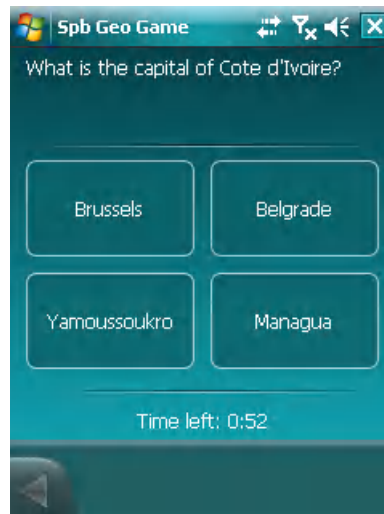 Spb Geo Game
What is the capital of Cote d'Ivoire?
Brussels
Belgrade
Yamoussoukro
Managua
Time left: 0:52